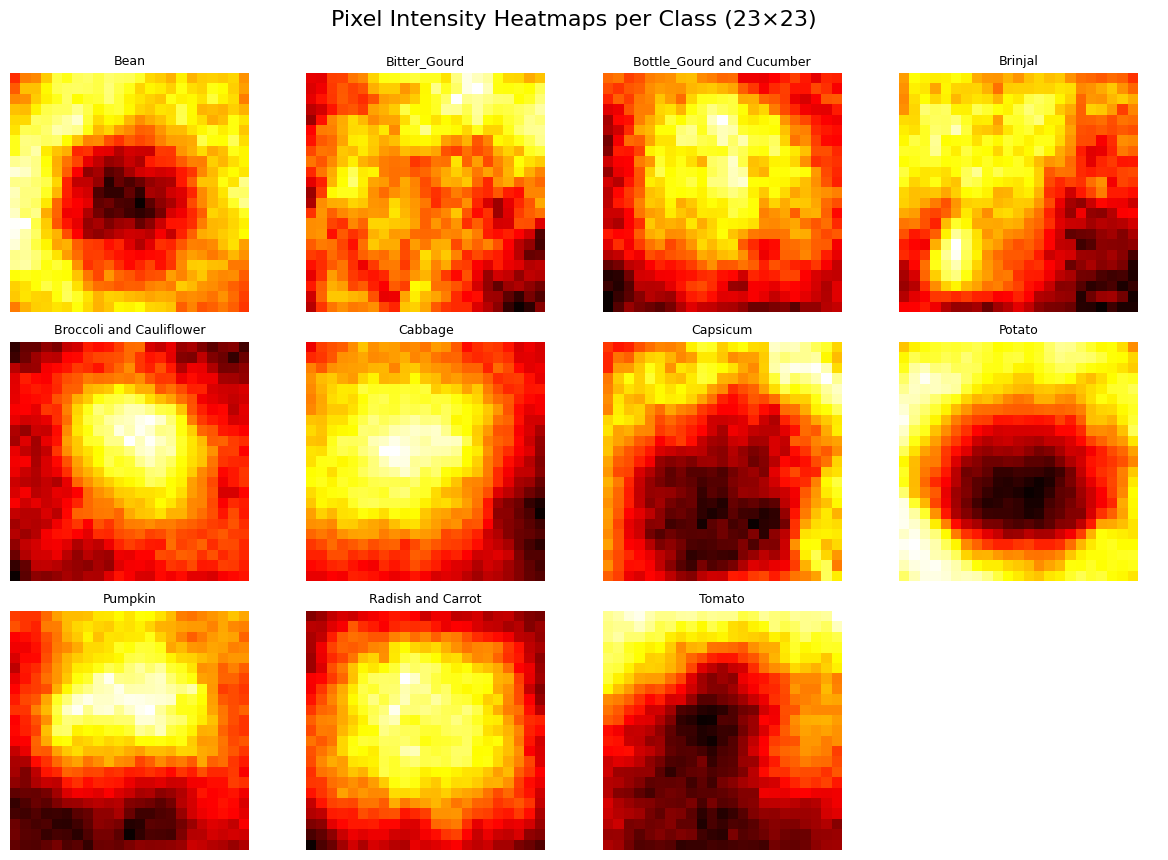 Pixel Intensity Heatmaps per Class (23×23)
Bean
Bitter_Gourd
Bottle_Gourd and Cucumber
Brinjal
Broccoli and Cauliflower
Cabbage
Capsicum
Potato
Pumpkin
Radish and Carrot
Tomato